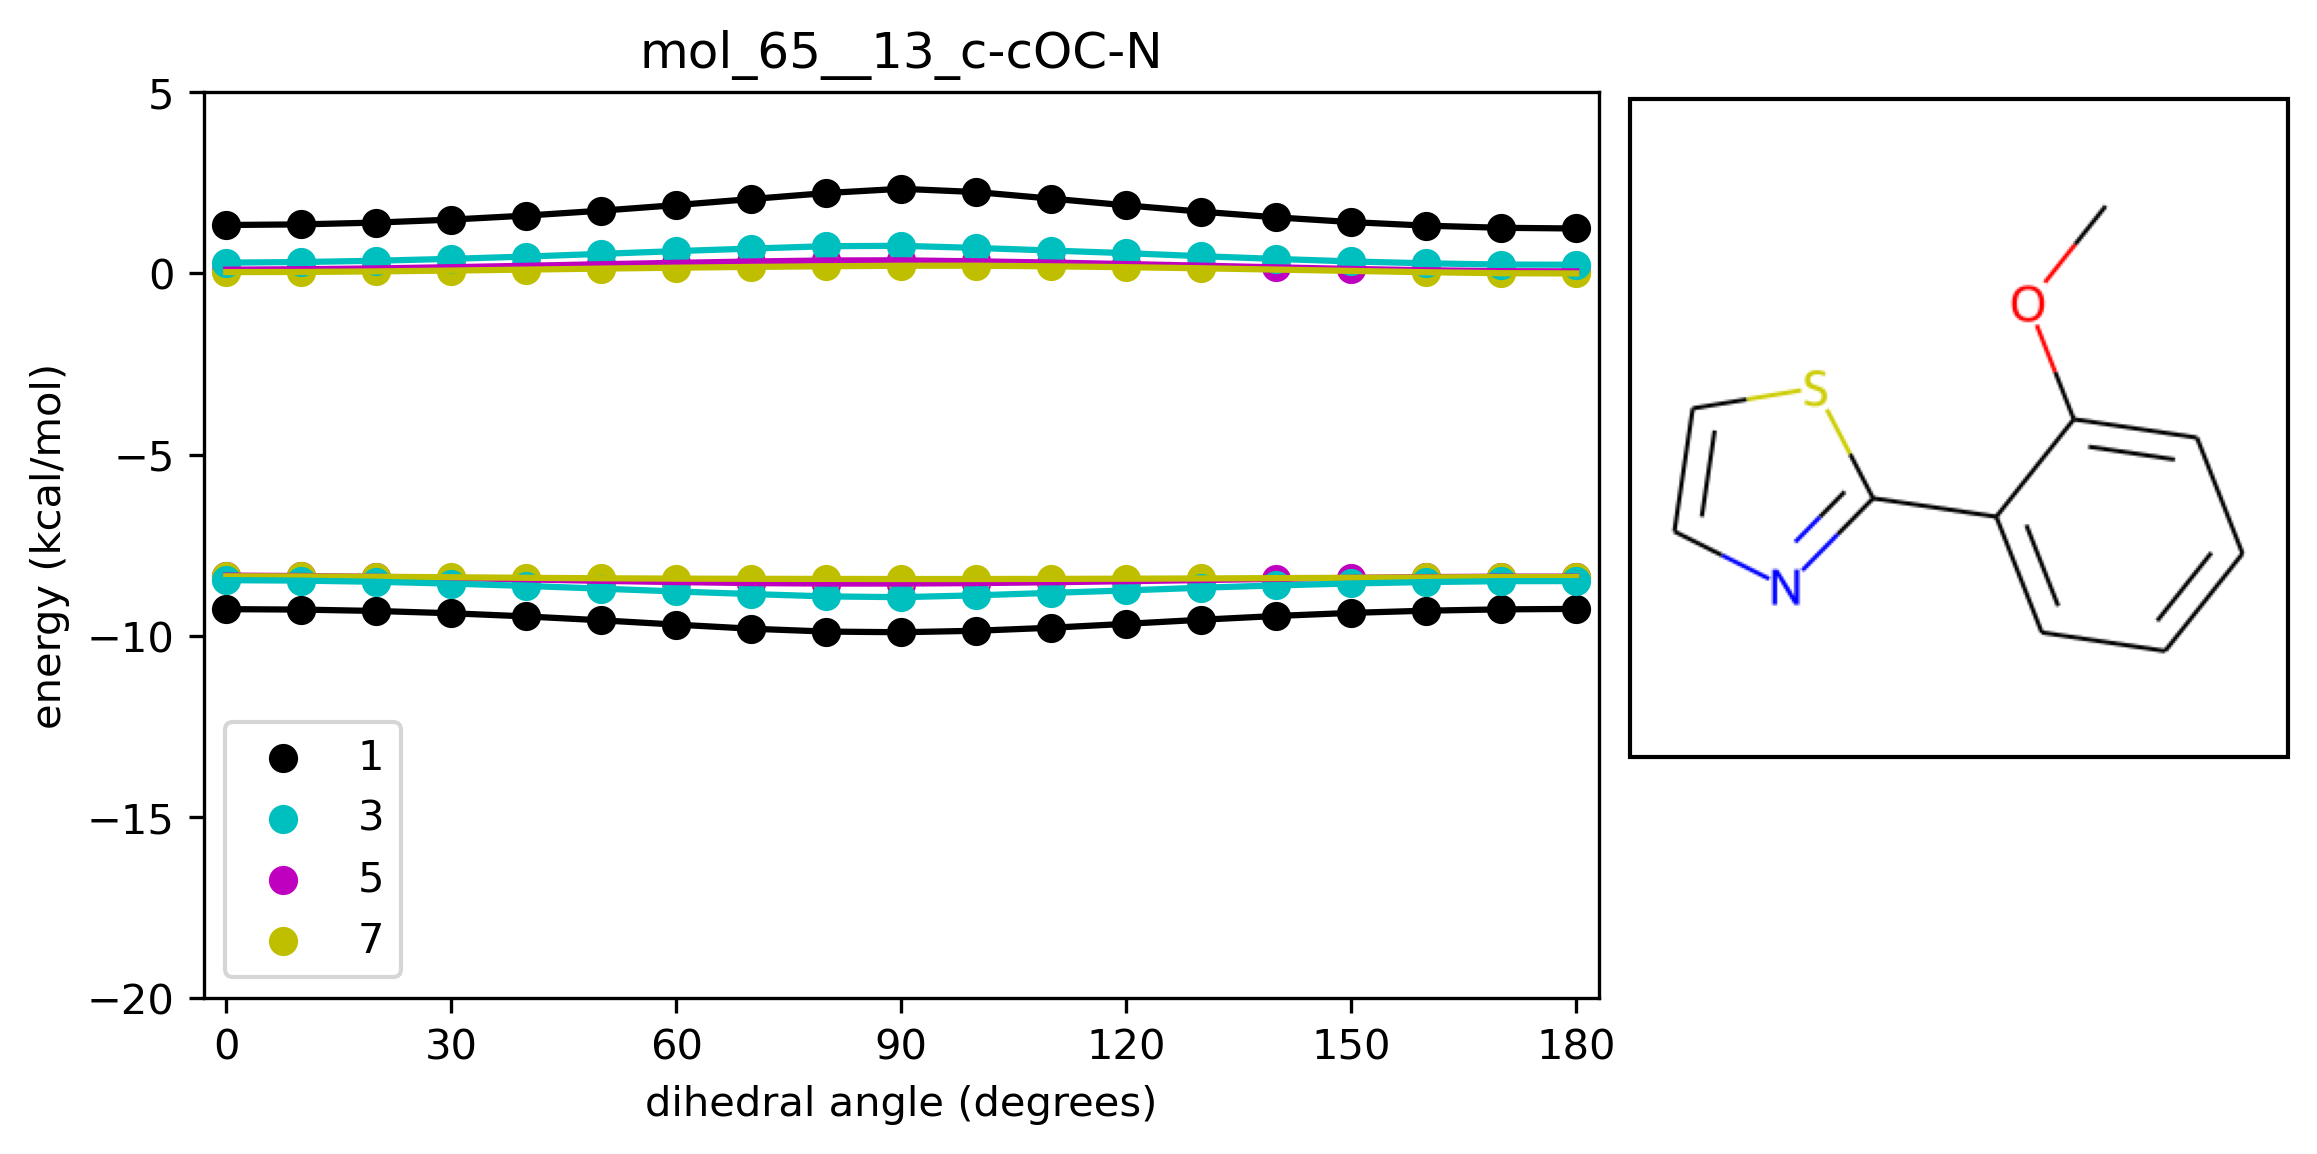 mol_65__13_c-cOC-N
energy (kcal/mol)
5
0
−5
−10
−15
−20
1
3
5
7
0 30 60 90 120 150 180
dihedral angle (degrees)
O
S
N